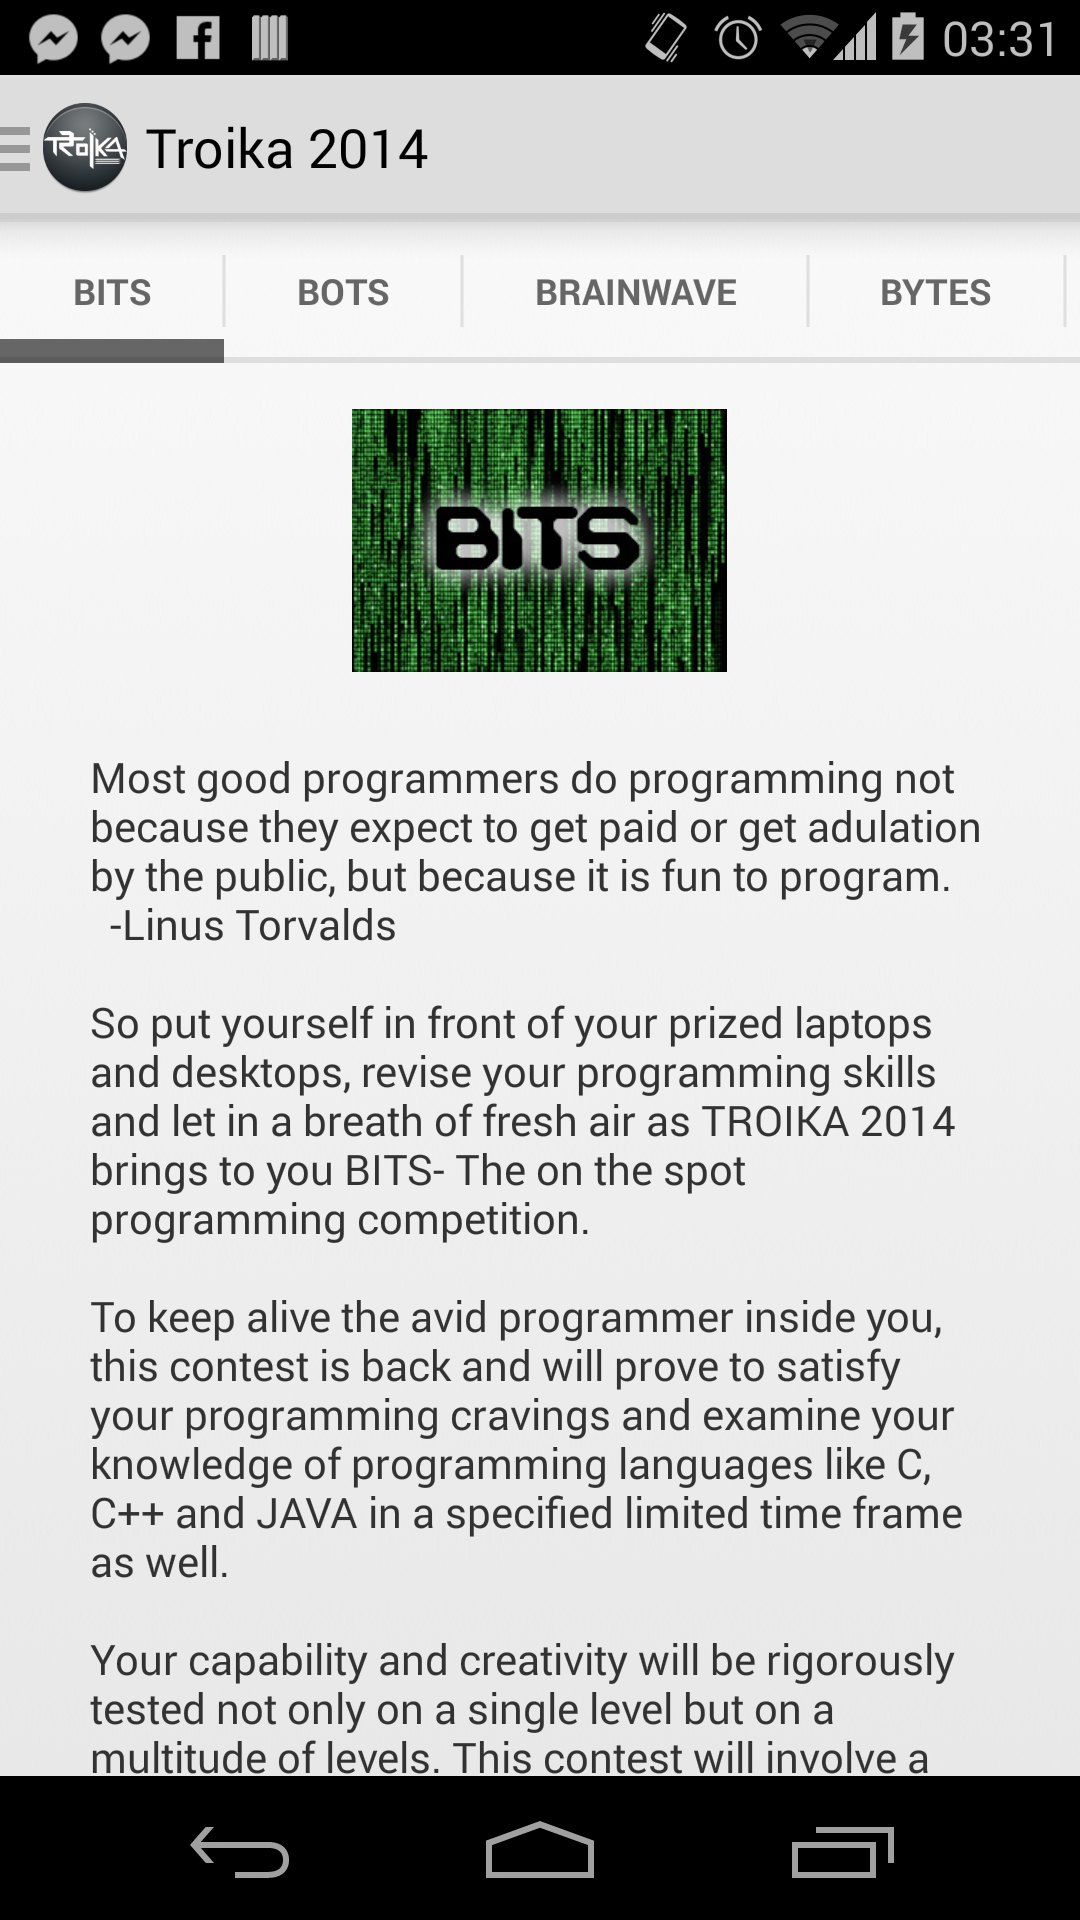 03:31
TROIKA
Troika 2014
BITS
BOTS
BRAINWAVE
BYTES
BITS
Most good programmers do programming not
because they expect to get paid or get adulation
by the public, but because it is fun to program.
-Linus Torvalds
So put yourself in front of your prized laptops
and desktops, revise your programming skills
and let in a breath of fresh air as TROIKA 2014
brings to you BITS- The on the spot
programming competition.
To keep alive the avid programmer inside you,
this contest is back and will prove to satisfy
your programming cravings and examine your
knowledge of programming languages like C,
C++ and JAVA in a specified limited time frame
as well.
Your capability and creativity will be rigorously
tested not only on a single level but on a
multitude of levels. This contest will involve a